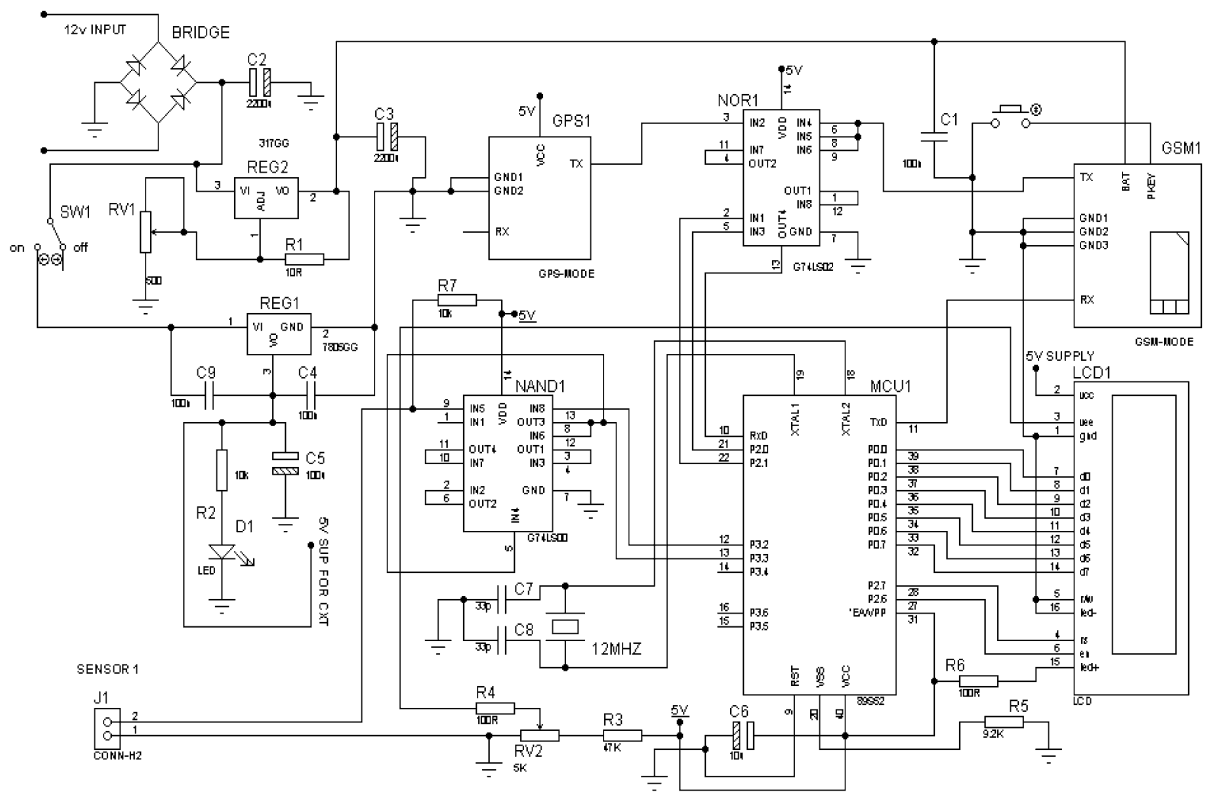 12v INPUT
BRIDGE
C2
2200u
317GG
REG2
3
VI
VO
2
ADJ
1
RV1
500
SW1
on
off
R1
10R
C3
2200u
5V
GPS1
VCC
TX
GND1
GND2
RX
GPS-MODE
5V
14
NOR1
3
IN2
VDD
IN4
6
IN5
8
IN6
9
11
IN7
4
OUT2
OUT1
1
IN8
12
2
IN1
5
IN3
OUT4
GND
7
13
G74LS02
C1
100n
GSM1
TX
BAT
PKEY
GND1
GND2
GND3
RX
GSM-MODE
REG1
1
VI
GND
2
VO
7805GG
3
C9
100n
C4
100n
10k
R2
C5
100u
D1
LED
5V SUP FOR CXT
R7
10k
5V
14
NAND1
9
IN5
VDD
IN8
13
1
IN1
OUT3
8
IN6
11
OUT4
OUT1
12
10
IN7
IN3
3
4
2
IN2
GND
7
6
OUT2
IN4
5
G74LS00
19
18
MCU1
XTAL1
XTAL2
TxD
11
10
RxD
21
P2.0
22
P2.1
P0.0
39
P0.1
38
P0.2
37
P0.3
36
P0.4
35
P0.5
34
P0.6
33
P0.7
32
12
P3.2
13
P3.3
14
P3.4
P2.7
28
P2.6
27
*EA/VPP
31
16
P3.6
15
P3.5
RST
VSS
VCC
9
20
40
89S52
5V SUPPLY
LCD1
2
vcc
3
vee
1
gnd
7
d0
8
d1
9
d2
10
d3
11
d4
12
d5
13
d6
14
d7
5
r/w
16
led-
4
rs
6
en
15
led+
LCD
C7
33p
C8
33p
12MHZ
SENSOR 1
J1
2
1
CONN-H2
R4
100R
RV2
5K
R3
47K
5V
C6
10u
R6
100R
R5
9.2K